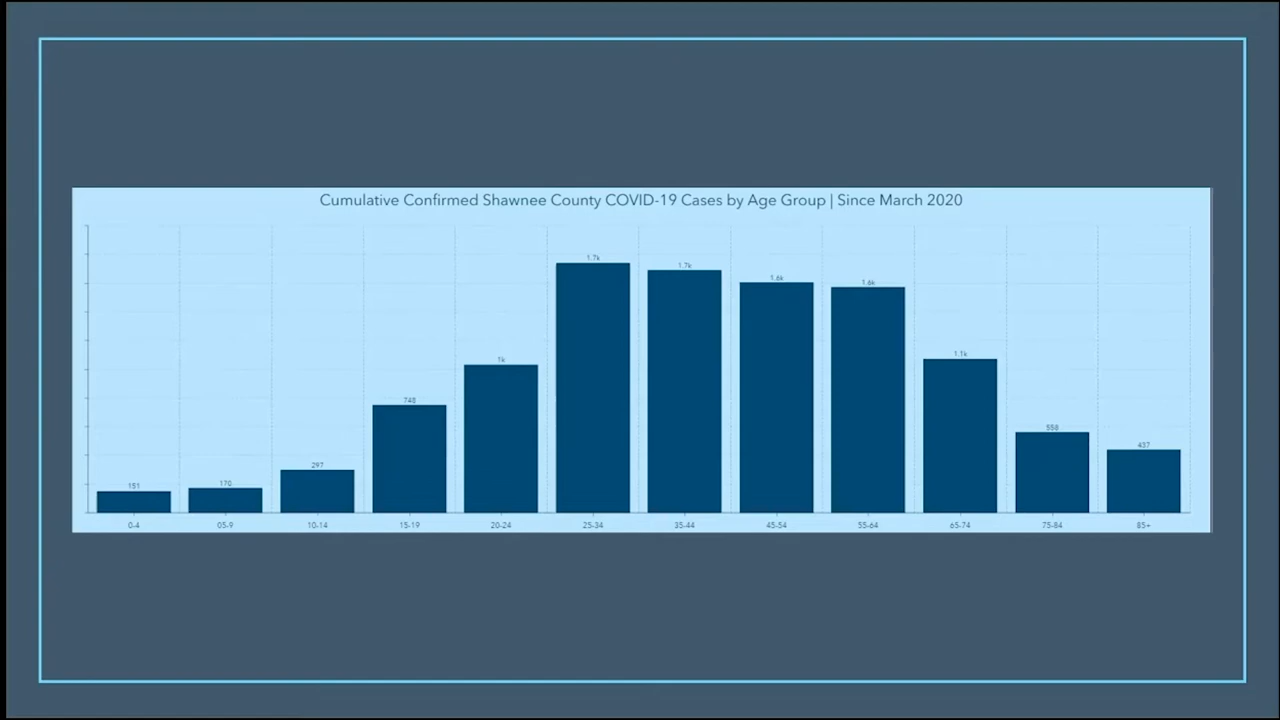 Cumulative Confirmed Shawnee County COVID-19 Cases by Age Group | Since March 2020
151
170
297
748
1k
1.7k
1.7k
1.6k
1.6k
1.1k
558
437
0-4
05-9
10-14
15-19
20-24
25-34
35-44
45-54
55-64
65-74
75-84
85+